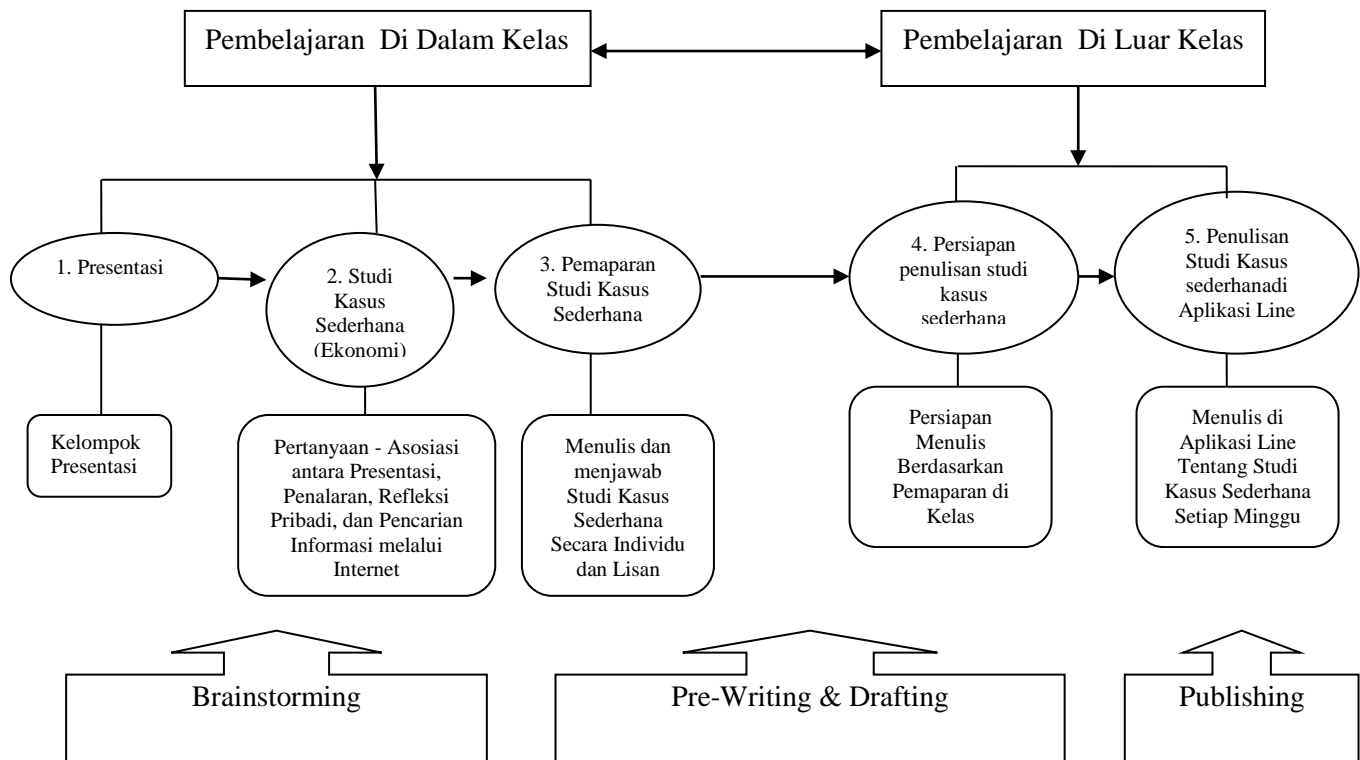 Pembelajaran Di Dalam Kelas
Pembelajaran Di Luar Kelas
1. Presentasi
2. Studi
Kasus
Sederhana
(Ekonomi)
3. Pemaparan
Studi Kasus
Sederhana
4. Persiapan
penulisan studi
kasus
sederhana
5. Penulisan
Studi Kasus
sederhanadi
Aplikasi Line
Kelompok
Presentasi
Pertanyaan - Asosiasi
antara Presentasi,
Penalaran, Refleksi
Pribadi, dan Pencarian
Informasi melalui
Internet
Menulis dan
menjawab
Studi Kasus
Sederhana
Secara Individu
dan Lisan
Persiapan
Menulis
Berdasarkan
Pemaparan di
Kelas
Menulis di
Aplikasi Line
Tentang Studi
Kasus Sederhana
Setiap Minggu
Brainstorming
Pre-Writing & Drafting
Publishing